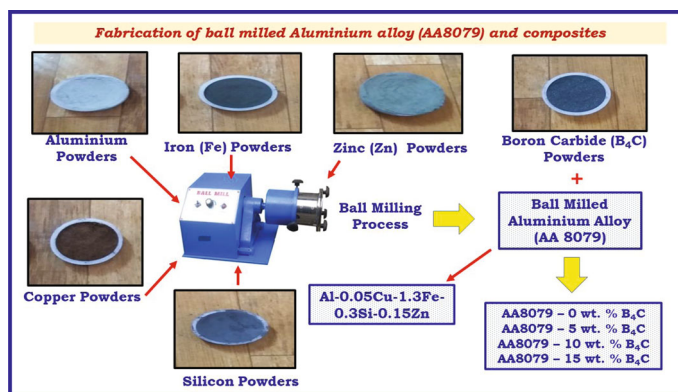 Fabrication of ball milled Aluminium alloy (AA8079) and composites
Aluminium
Powders
Iron (Fe) Powders
Zinc (Zn) Powders
Boron Carbide (B₄C)
Powders
+
BALL MILL
Ball Milling
Process
Ball Milled
Aluminium Alloy
(AA 8079)
Copper Powders
Al-0.05Cu-1.3Fe-
0.3Si-0.15Zn
AA8079 – 0 wt. % B₄C
AA8079 – 5 wt. % B₄C
AA8079 – 10 wt. % B₄C
AA8079 – 15 wt. % B₄C
Silicon Powders